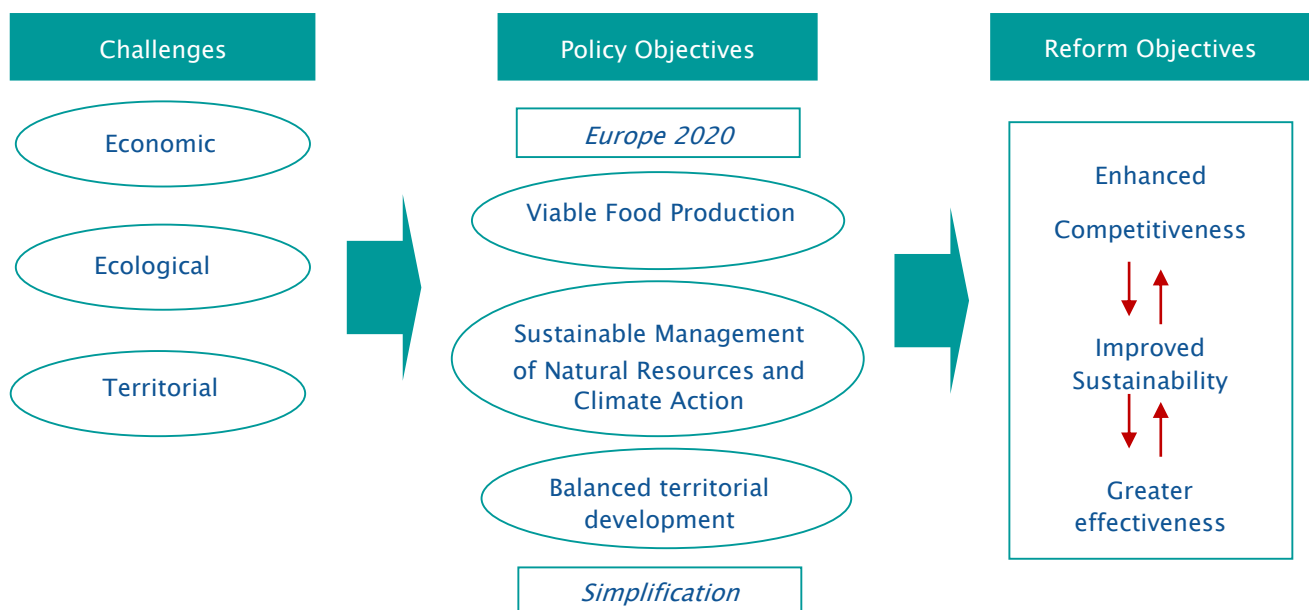 Challenges
Economic
Ecological
Territorial
Policy Objectives
Europe 2020
Viable Food Production
Sustainable Management
of Natural Resources and
Climate Action
Balanced territorial
development
Simplification
Reform Objectives
Enhanced
Competitiveness
Improved
Sustainability
Greater
effectiveness